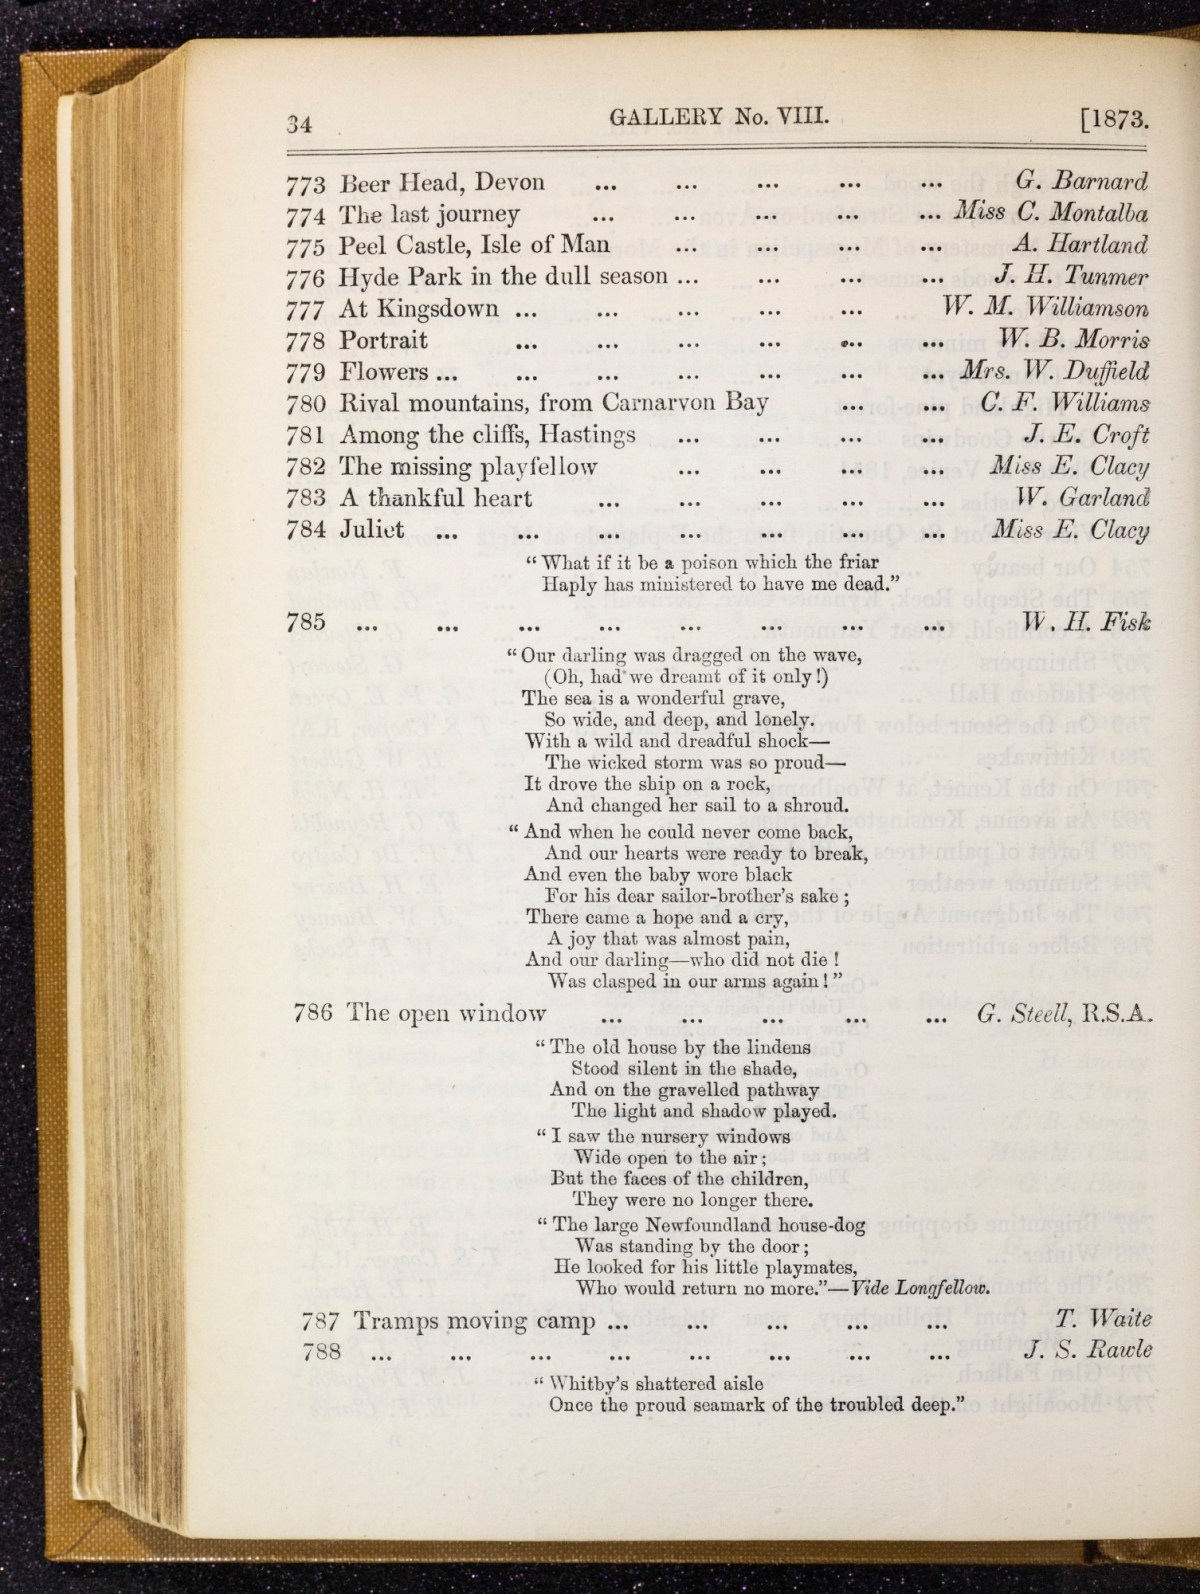 34 GALLERY No. VIII. [1873.
773 Beer Head, Devon ... ... ... ... ... G. Barnard
774 The last journey ... ... ... ... ... Miss C. Montalba
775 Peel Castle, Isle of Man ... ... ... ... A. Hartland
776 Hyde Park in the dull season ... ... ... ... J. H. Tunmer
777 At Kingsdown ... ... ... ... ... W. M. Williamson
778 Portrait ... ... ... ... ... ... W. B. Morris
779 Flowers ... ... ... ... ... ... ... Mrs. W. Duffield
780 Rival mountains, from Carnarvon Bay ... ... C. F. Williams
781 Among the cliffs, Hastings ... ... ... ... J. E. Croft
782 The missing playfellow ... ... ... ... Miss E. Clacy
783 A thankful heart ... ... ... ... ... W. Garland
784 Juliet ... ... ... ... ... ... ... Miss E. Clacy
"What if it be a poison which the friar
Haply has ministered to have me dead."
785 ... ... ... ... ... ... ... ... W. H. Fisk
"Our darling was dragged on the wave,
(Oh, had we dreamt of it only!)
The sea is a wonderful grave,
So wide, and deep, and lonely.
With a wild and dreadful shock—
The wicked storm was so proud—
It drove the ship on a rock,
And changed her sail to a shroud.
"And when he could never come back,
And our hearts were ready to break,
And even the baby wore black
For his dear sailor-brother's sake;
There came a hope and a cry,
A joy that was almost pain,
And our darling—who did not die!
Was clasped in our arms again!"
786 The open window ... ... ... ... ... G. Steell, R.S.A.
"The old house by the lindens
Stood silent in the shade,
And on the gravelled pathway
The light and shadow played.
"I saw the nursery windows
Wide open to the air;
But the faces of the children,
They were no longer there.
"The large Newfoundland house-dog
Was standing by the door;
He looked for his little playmates,
Who would return no more."—Vide Longfellow.
787 Tramps moving camp ... ... ... ... ... T. Waite
788 ... ... ... ... ... ... ... ... J. S. Rawle
"Whitby's shattered aisle
Once the proud seamark of the troubled deep."